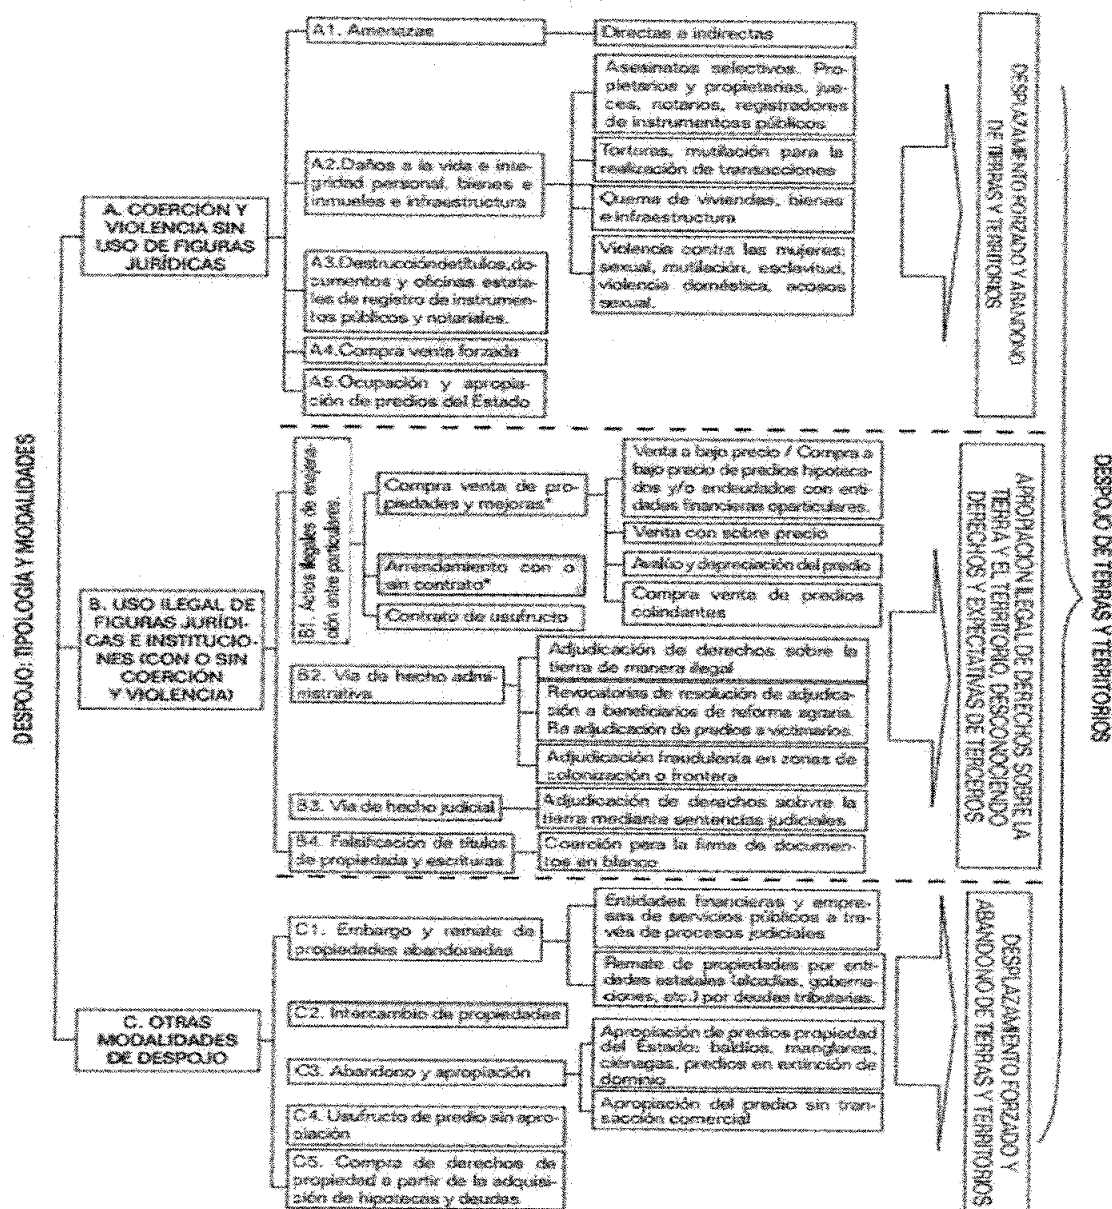 DESPOJO: TIPOLOGÍA Y MODALIDADES
A. COERCIÓN Y
VIOLENCIA SIN
USO DE FIGURAS
JURÍDICAS
A1. Amenazas
Directas e indirectas
A2.Daños a la vida e inte-
gridad personal, bienes e
inmuebles e infraestructura
Asesinatos selectivos. Pro-
pietarios y propietarias, jue-
ces, notarios, registradores
de instrumentoss públicos
Torturas, mutilación para la
realización de transacciones
Quema de viviendas, bienes
e infraestructura
Violencia contra las mujeres:
sexual, mutilación, esclavitud,
violencia doméstica, acosos
sexual.
A3.Destruccióndetítulos,do-
cumentos y oficinas estata-
les de registro de instrumen-
tos públicos y notariales.
A4.Compra venta forzada
A5.Ocupación y apropia-
ción de predios del Estado
DESPLAZAMIENTO FORZADO Y ABANDONO
DE TIERRAS Y TERRITORIOS
B. USO ILEGAL DE
FIGURAS JURÍDI-
CAS E INSTITUCIO-
NES (CON O SIN
COERCIÓN
Y VIOLENCIA)
B1. Actos ilegales de enajena-
ción entre particulares.
Compra venta de pro-
piedades y mejoras*
Venta a bajo precio / Compra a
bajo precio de predios hipoteca-
dos y/o endeudados con enti-
dades financieras oparticulares.
Venta con sobre precio
Avalúo y depreciación del predio
Compra venta de predios
colindantes
Arrendamiento con o
sin contrato*
Contrato de usufructo
B2. Vía de hecho admi-
nistrativa
Adjudicación de derechos sobre la
tierra de manera ilegal
Revocatorias de resolución de adjudica-
ción a beneficiarios de reforma agraria.
Re adjudicación de predios a victimarios.
Adjudicación fraudulenta en zonas de
colonización o frontera
B3. Vía de hecho judicial
Adjudicación de derechos sobvre la
tierra mediante sentencias judiciales
B4. Falsificación de títulos
de propiedada y escrituras
Coerción para la firma de documen-
tos en blanco
APROPIACION ILEGAL DE DERECHOS SOBRE LA
TIERRA Y EL TERRITORIO, DESCONOCIENDO
DERECHOS Y EXPECTATIVAS DE TERCEROS
C. OTRAS
MODALIDADES
DE DESPOJO
C1. Embargo y remate de
propiedades abandonadas
Entidades financieras y empre-
sas de servicios públicos a tra-
vés de procesos judiciales
Remate de propiedades por enti-
dades estatales (alcadías, goberna-
ciones, etc.) por deudas tributarias.
C2. Intercambio de propiedades
C3. Abandono y apropiación
Apropiación de predios propiedad
del Estado: baldíos, manglares,
ciénagas, predios en extinción de
dominio
Apropiación del predio sin tran-
sacción comercial
C4. Usufructo de predio sin apro-
piación
C5. Compra de derechos de
propiedad a partir de la adquisi-
ción de hipotecas y deudas
DESPLAZAMIENTO FORZADO Y
ABANDONO DE TIERRAS Y TERRITORIOS
DESPOJO DE TERRAS Y TERRITORIOS